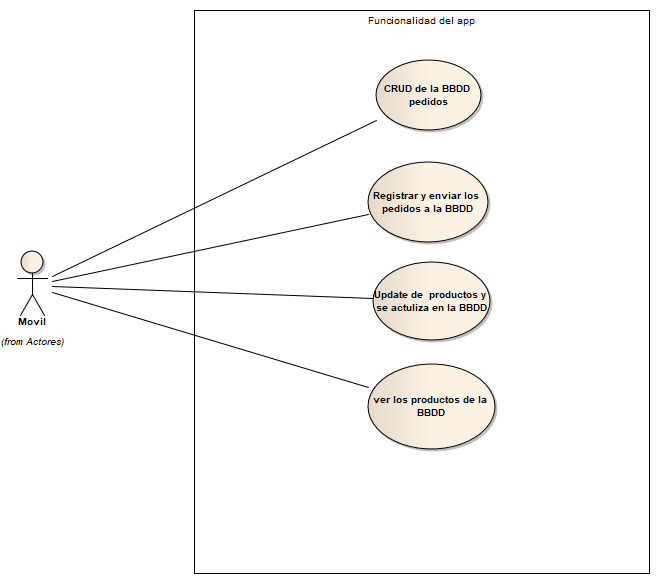 Funcionalidad del app
CRUD de la BBDD
pedidos
Registrar y enviar los
pedidos a la BBDD
Update de productos y
se actuliza en la BBDD
ver los productos de la
BBDD
Movil
(from Actores)